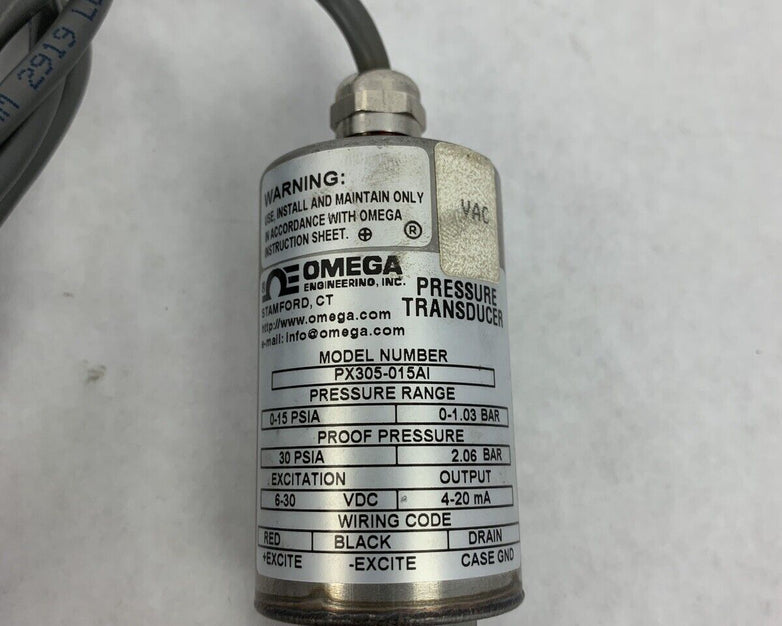 2919
WARNING:
USE, INSTALL AND MAINTAIN ONLY
IN ACCORDANCE WITH OMEGA
INSTRUCTION SHEET. ®
VAC
OMEGA
ENGINEERING, INC.
STAMFORD, CT
http://www.omega.com
e-mail: info@omega.com
PRESSURE
TRANSDUCER
MODEL NUMBER
PX305-015AI
PRESSURE RANGE
0-15 PSIA 0-1.03 BAR
PROOF PRESSURE
30 PSIA 2.06 BAR
EXCITATION OUTPUT
6-30 VDC 4-20 mA
WIRING CODE
RED BLACK DRAIN
+EXCITE -EXCITE CASE GND